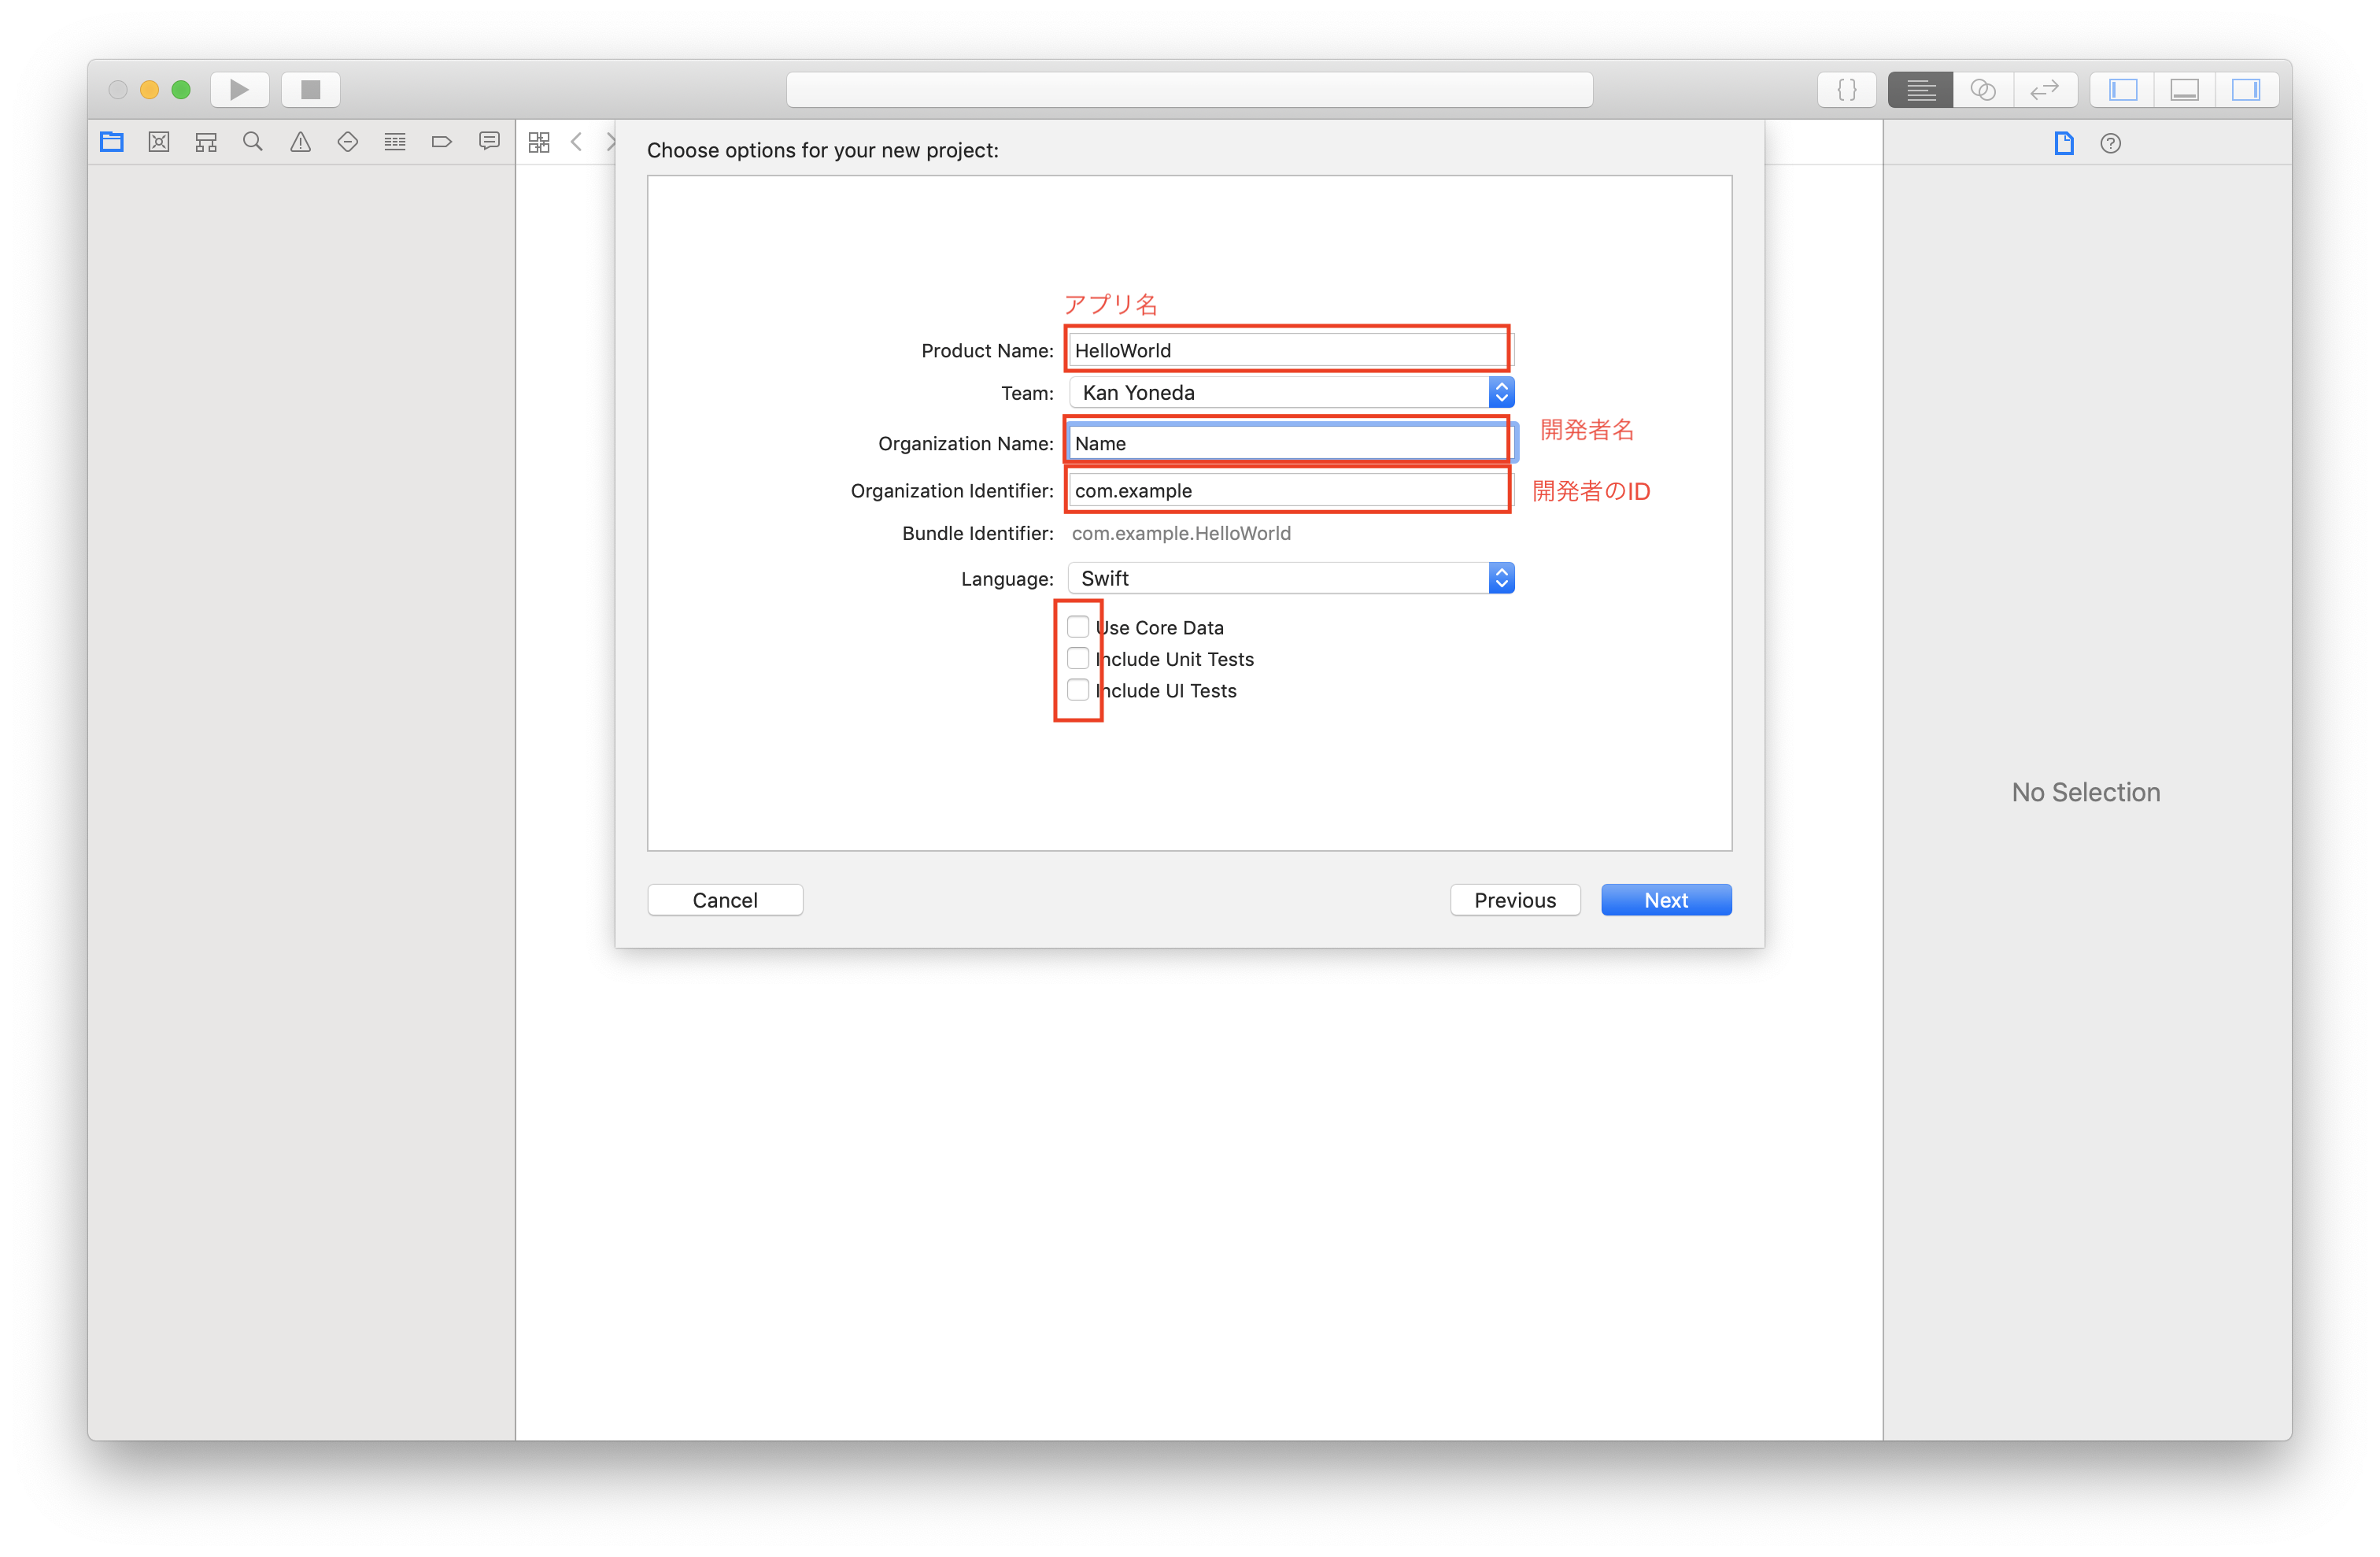 Choose options for your new project:
アプリ名
Product Name: HelloWorld
Team: Kan Yoneda
Organization Name: Name 開発者名
Organization Identifier: com.example 開発者のID
Bundle Identifier: com.example.HelloWorld
Language: Swift
Use Core Data
Include Unit Tests
Include UI Tests
No Selection
Cancel Previous Next